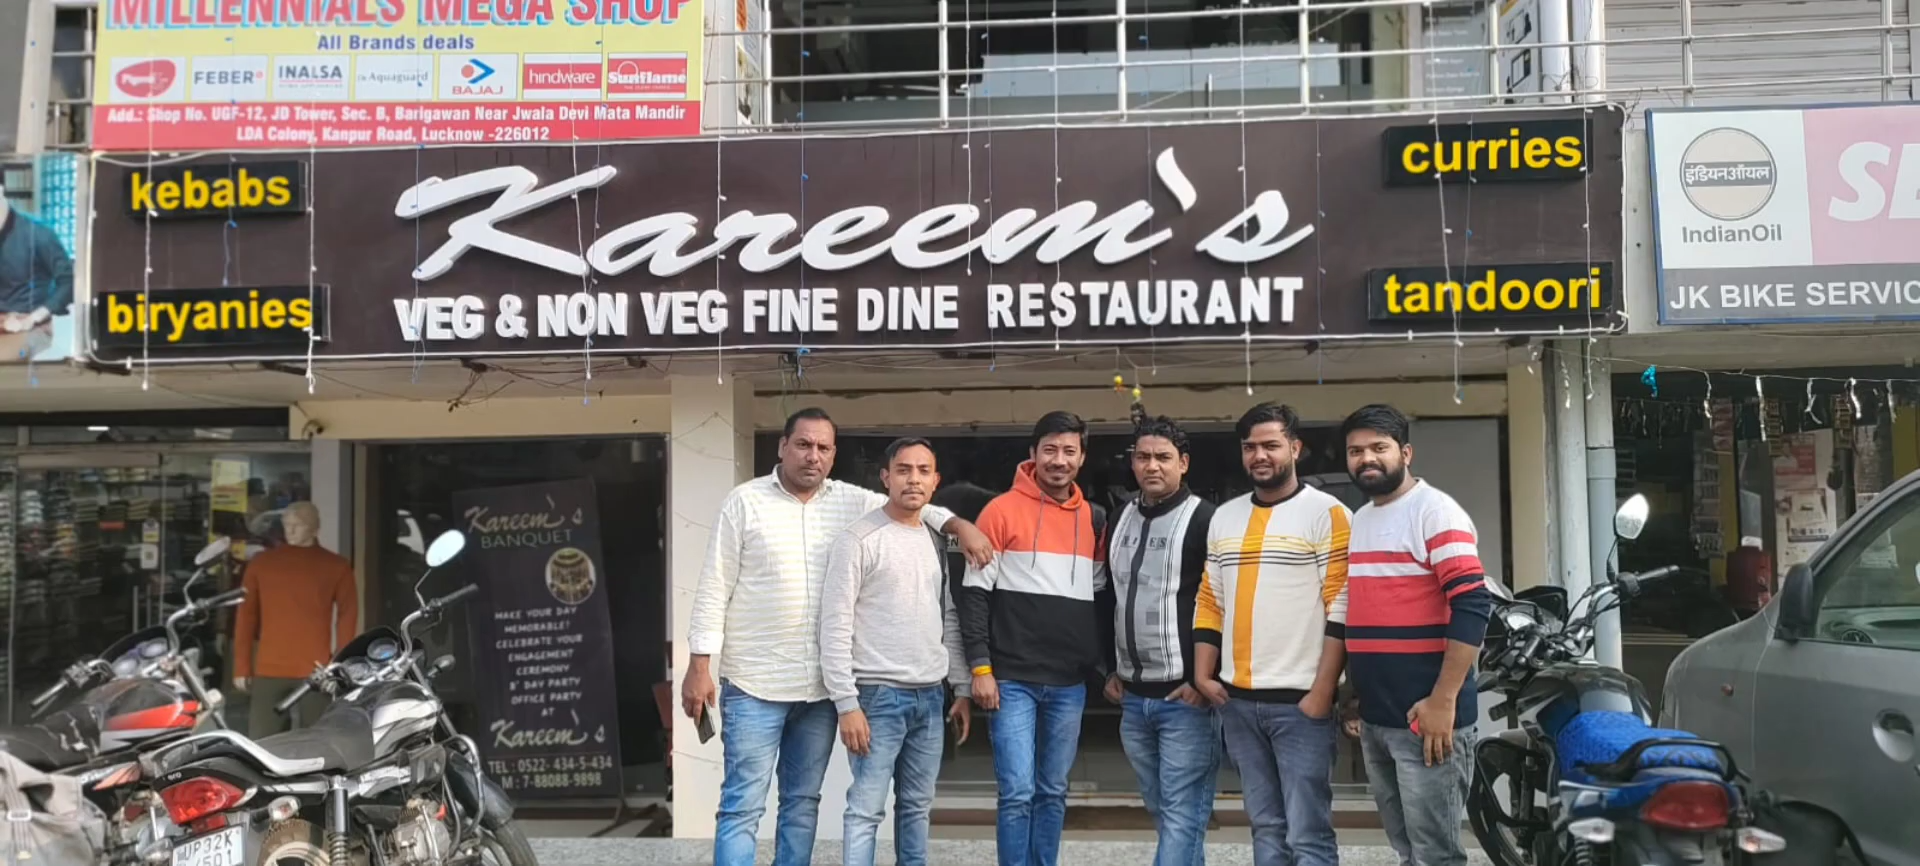 MILLENNIALS MEGA SHOP
All Brands deals
Pigeon FEBER INALSA Aquaguard BAJAJ hindware Sunflame
Add.: Shop No. UGF-12, JD Tower, Sec. B, Barigawan Near Jwala Devi Mata Mandir
LDA Colony, Kanpur Road, Lucknow -226012
kebabs
biryanies
Kareem's
VEG & NON VEG FINE DINE RESTAURANT
curries
tandoori
इंडियनऑयल
IndianOil
SE
JK BIKE SERVIC
Kareem's
BANQUET
MAKE YOUR DAY
MEMORABLE!
CELEBRATE YOUR
ENGAGEMENT
CEREMONY
B' DAY PARTY
OFFICE PARTY
AT
Kareem's
TEL : 0522- 434-5-434
M : 7-88088-9898
UP32K